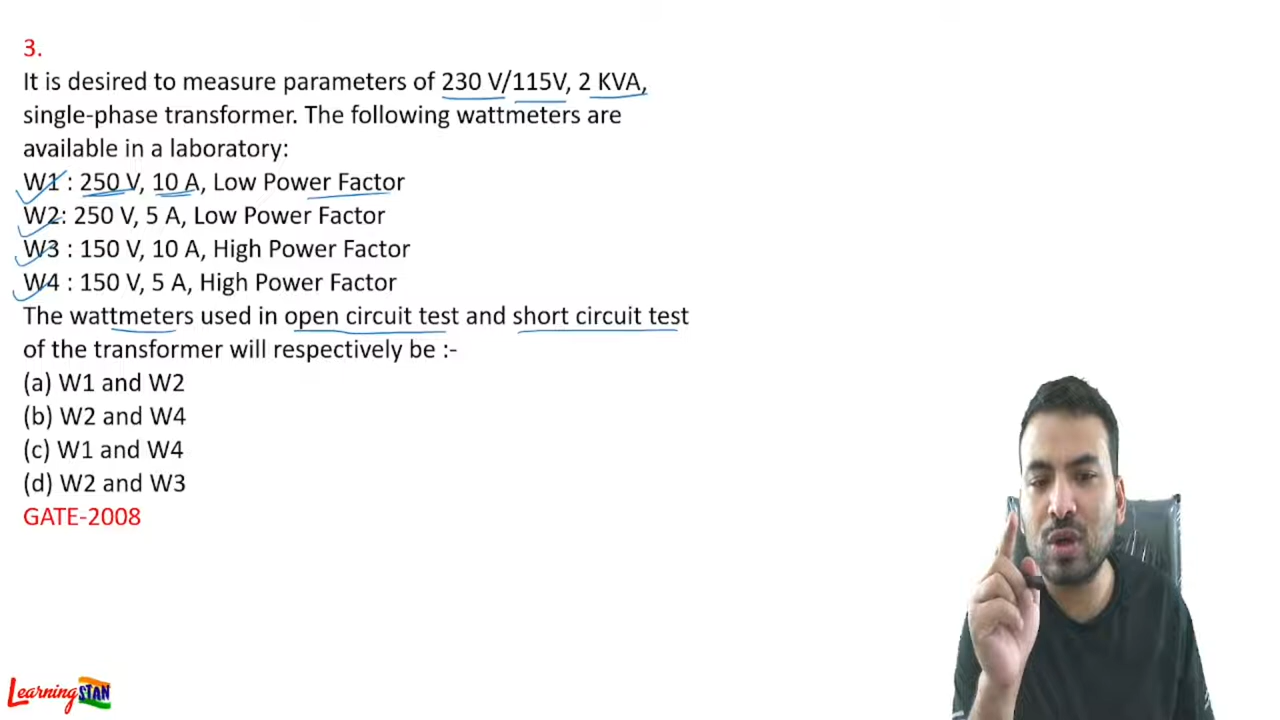 3.
It is desired to measure parameters of 230 V/115V, 2 KVA,
single-phase transformer. The following wattmeters are
available in a laboratory:
W1 : 250 V, 10 A, Low Power Factor
W2: 250 V, 5 A, Low Power Factor
W3 : 150 V, 10 A, High Power Factor
W4 : 150 V, 5 A, High Power Factor
The wattmeters used in open circuit test and short circuit test
of the transformer will respectively be :-
(a) W1 and W2
(b) W2 and W4
(c) W1 and W4
(d) W2 and W3
GATE-2008
Learning STAN